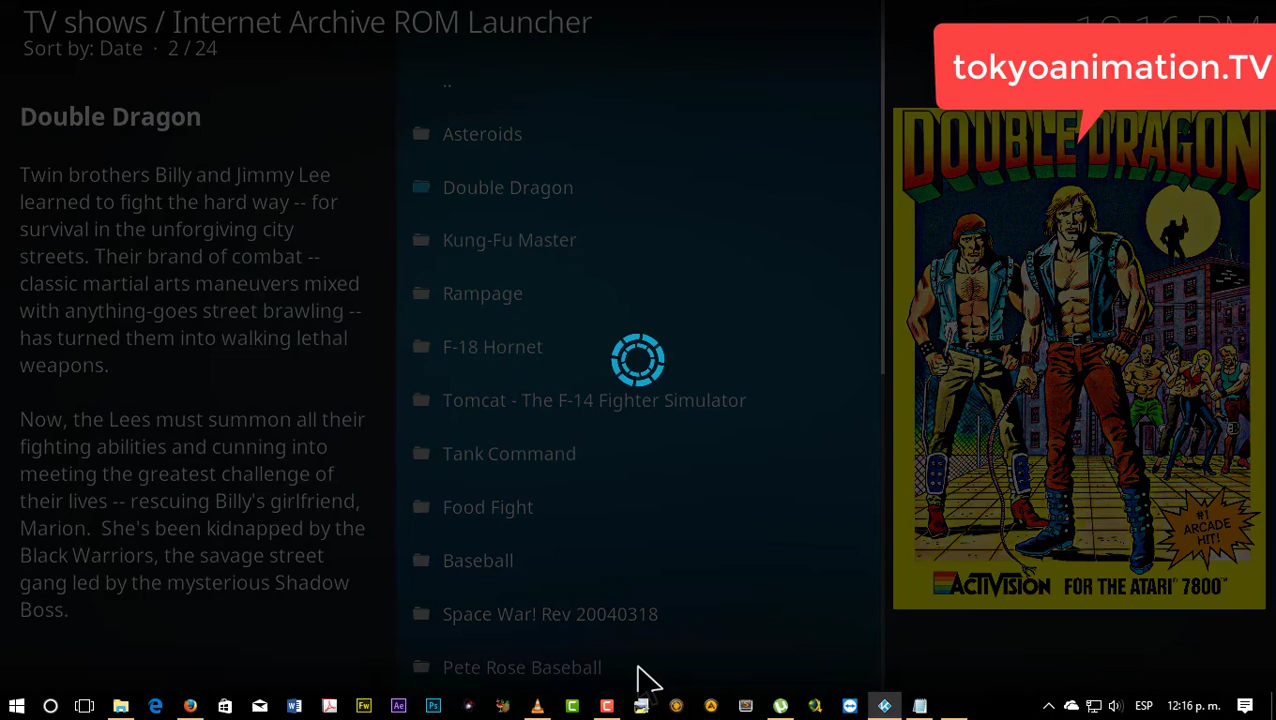 TV shows / Internet Archive ROM Launcher
Sort by: Date · 2 / 24
tokyoanimation.TV
Double Dragon
Twin brothers Billy and Jimmy Lee
learned to fight the hard way -- for
survival in the unforgiving city
streets. Their brand of combat --
classic martial arts maneuvers mixed
with anything-goes street brawling --
has turned them into walking lethal
weapons.
Now, the Lees must summon all their
fighting abilities and cunning into
meeting the greatest challenge of
their lives -- rescuing Billy's girlfriend,
Marion. She's been kidnapped by the
Black Warriors, the savage street
gang led by the mysterious Shadow
Boss.
..
Asteroids
Double Dragon
Kung-Fu Master
Rampage
F-18 Hornet
Tomcat - The F-14 Fighter Simulator
Tank Command
Food Fight
Baseball
Space War! Rev 20040318
Pete Rose Baseball
DOUBLE DRAGON
#1
ARCADE
HIT!
ACTIVISION FOR THE ATARI 7800™
Fw
Ae
Ps
ESP
12:16 p. m.